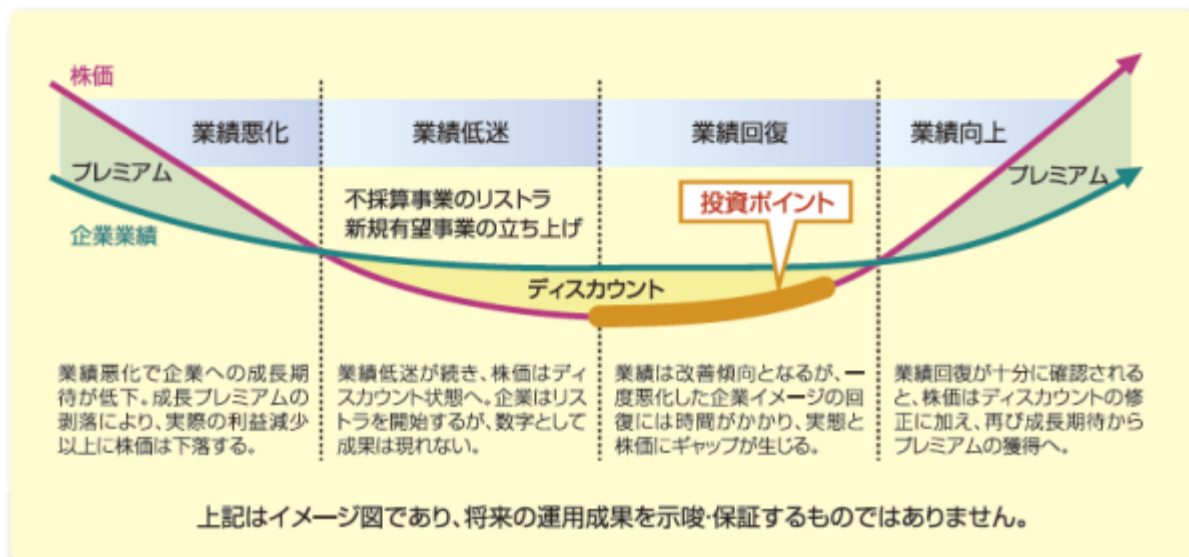 株価
業績悪化
業績低迷
業績回復
業績向上
プレミアム
プレミアム
企業業績
不採算事業のリストラ
新規有望事業の立ち上げ
投資ポイント
ディスカウント
業績悪化で企業への成長期
待が低下。成長プレミアムの
剥落により、実際の利益減少
以上に株価は下落する。
業績低迷が続き、株価はディ
スカウント状態へ。企業はリス
トラを開始するが、数字として
成果は現れない。
業績は改善傾向となるが、一
度悪化した企業イメージの回
復には時間がかかり、実態と
株価にギャップが生じる。
業績回復が十分に確認される
と、株価はディスカウントの修
正に加え、再び成長期待から
プレミアムの獲得へ。
上記はイメージ図であり、将来の運用成果を示唆・保証するものではありません。